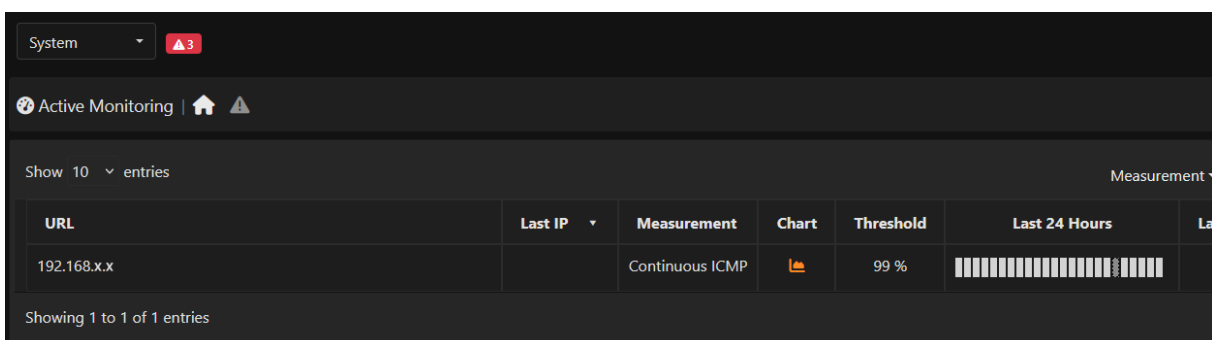 System 3
Active Monitoring |
Show 10 entries
Measurement
URL Last IP Measurement Chart Threshold Last 24 Hours La
192.168.x.x Continuous ICMP 99 %
Showing 1 to 1 of 1 entries